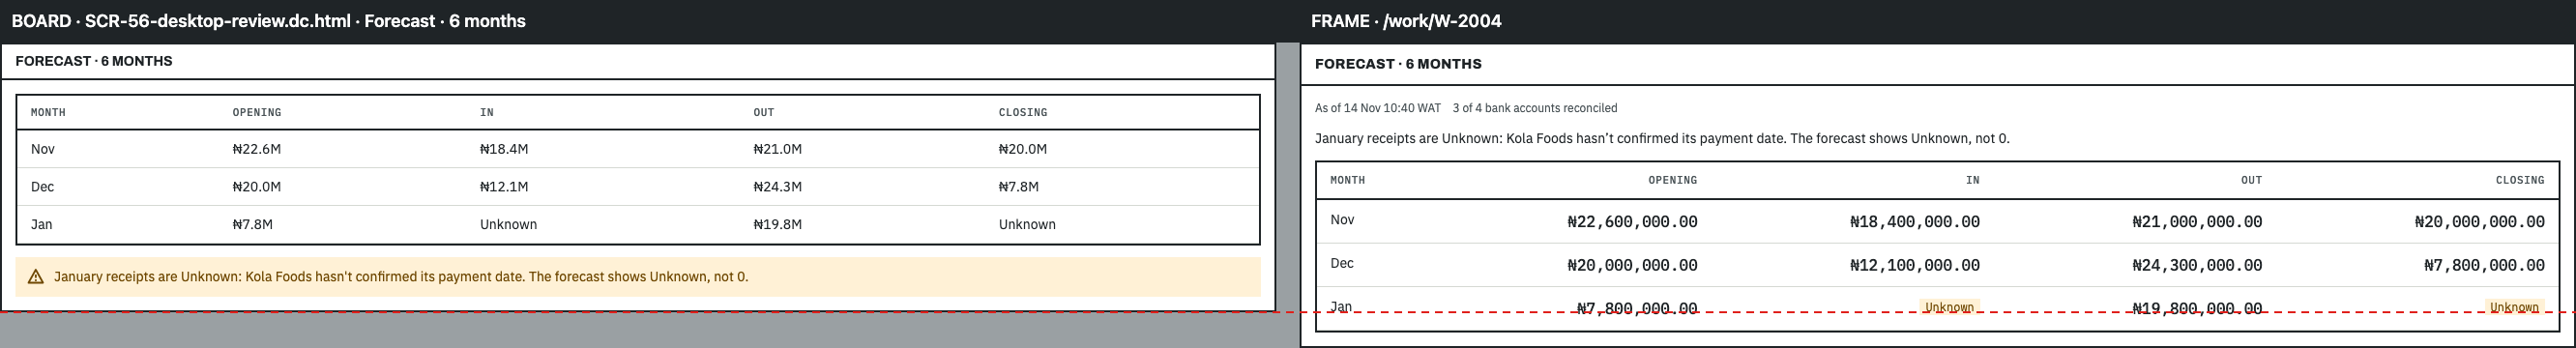 BOARD · SCR-56-desktop-review.dc.html · Forecast · 6 months
FORECAST · 6 MONTHS
MONTH OPENING IN OUT CLOSING
Nov ₦22.6M ₦18.4M ₦21.0M ₦20.0M
Dec ₦20.0M ₦12.1M ₦24.3M ₦7.8M
Jan ₦7.8M Unknown ₦19.8M Unknown
January receipts are Unknown: Kola Foods hasn't confirmed its payment date. The forecast shows Unknown, not 0.
FRAME · /work/W-2004
FORECAST · 6 MONTHS
As of 14 Nov 10:40 WAT 3 of 4 bank accounts reconciled
January receipts are Unknown: Kola Foods hasn’t confirmed its payment date. The forecast shows Unknown, not 0.
MONTH OPENING IN OUT CLOSING
Nov ₦22,600,000.00 ₦18,400,000.00 ₦21,000,000.00 ₦20,000,000.00
Dec ₦20,000,000.00 ₦12,100,000.00 ₦24,300,000.00 ₦7,800,000.00
Jan ₦7,800,000.00 Unknown ₦19,800,000.00 Unknown